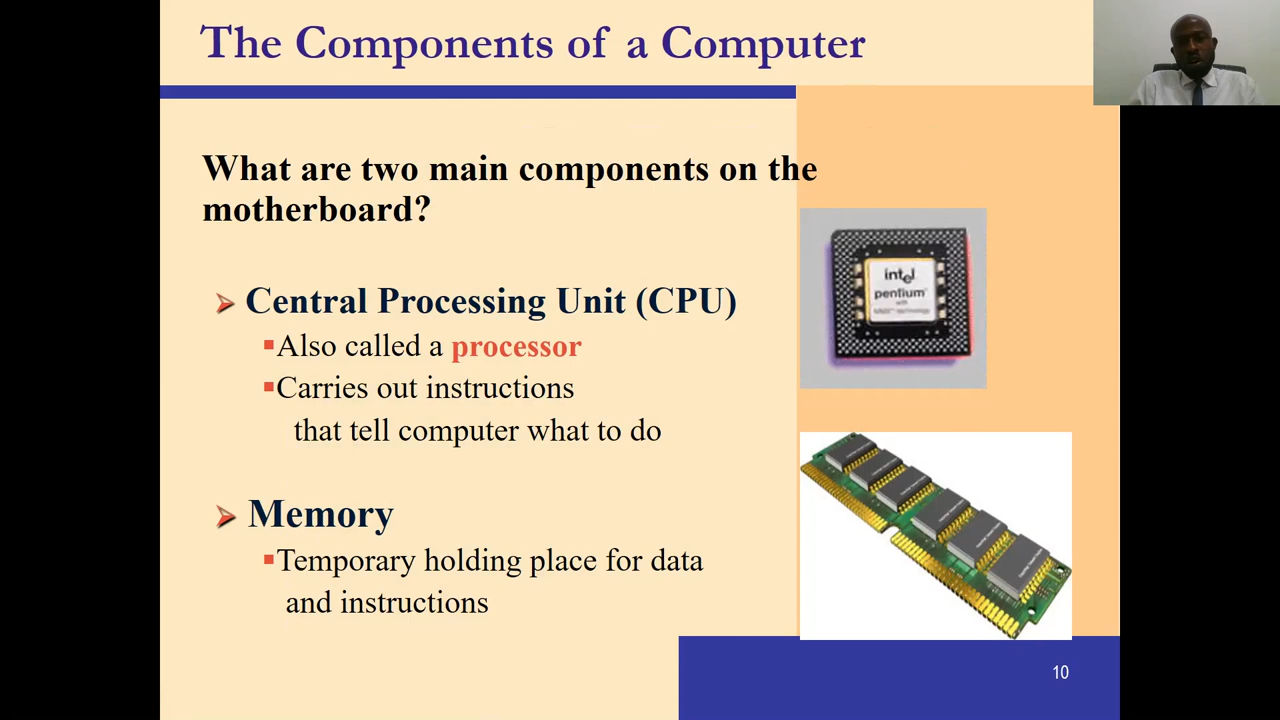 The Components of a Computer
What are two main components on the
motherboard?
Central Processing Unit (CPU)
Also called a processor
Carries out instructions
that tell computer what to do
intel
pentium
Memory
Temporary holding place for data
and instructions
10